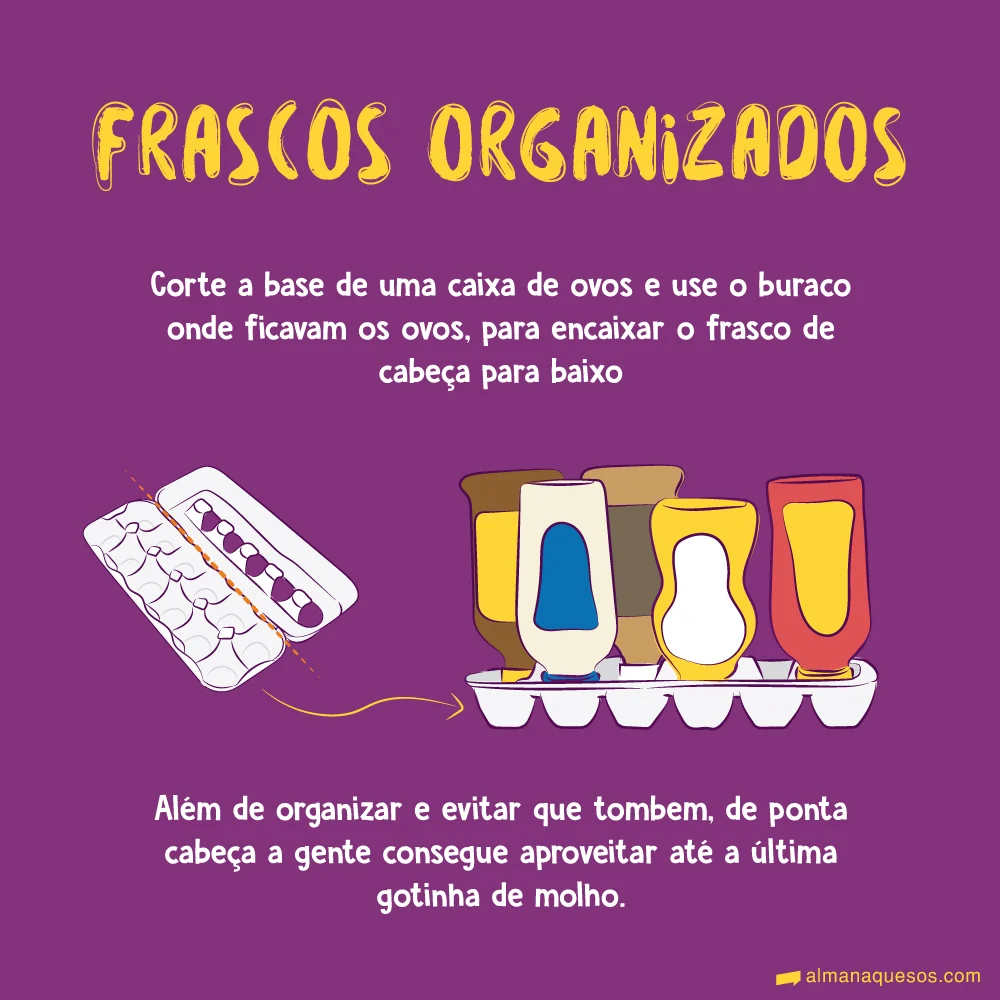 FRASCOS ORGANiZADOS
Corte a base de uma caixa de ovos e use o buraco
onde ficavam os ovos, para encaixar o frasco de
cabeça para baixo
Além de organizar e evitar que tombem, de ponta
cabeça a gente consegue aproveitar até a última
gotinha de molho.
almanaquesos.com